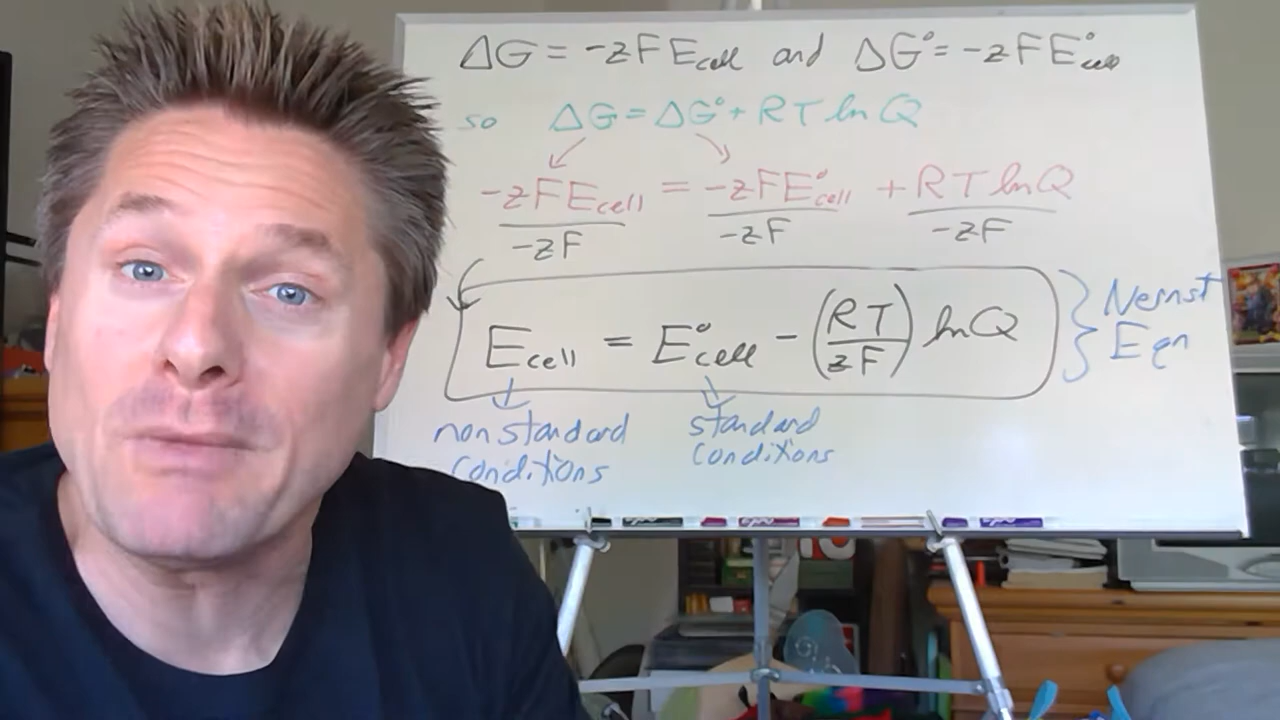 ΔG = -zFEcell and ΔG° = -zFE°cell
so ΔG = ΔG° + RT ln Q
-zFEcell = -zFE°cell + RT ln Q
-zF -zF -zF
Ecell = E°cell - (RT/zF) ln Q
Nernst
Eqn
nonstandard
conditions
standard
conditions